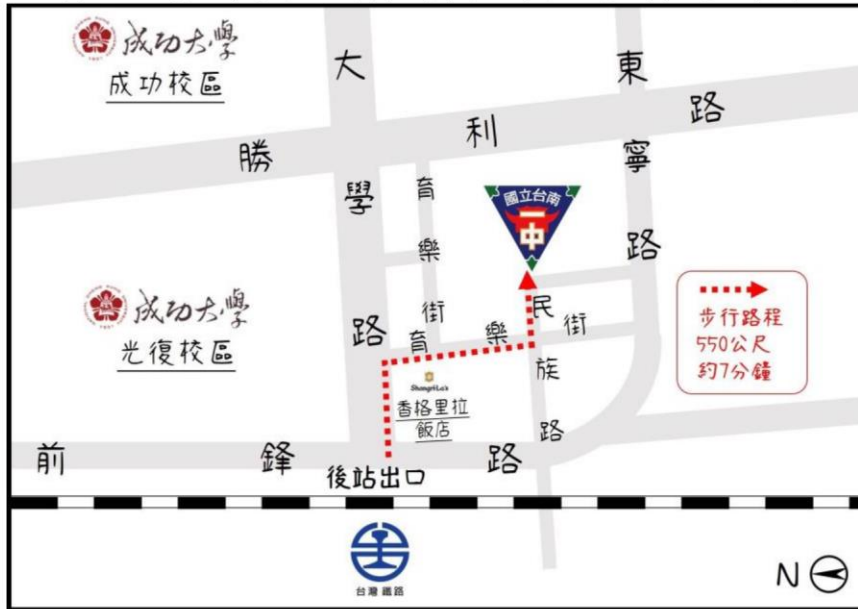 成功大學
成功校區
大學路
東寧路
勝利路
育樂街
國立台南
一中
成功大學
光復校區
育樂街
民族路
步行路程
550公尺
約7分鐘
Shangri-La's
香格里拉
飯店
前鋒路
後站出口
台灣鐵路
N